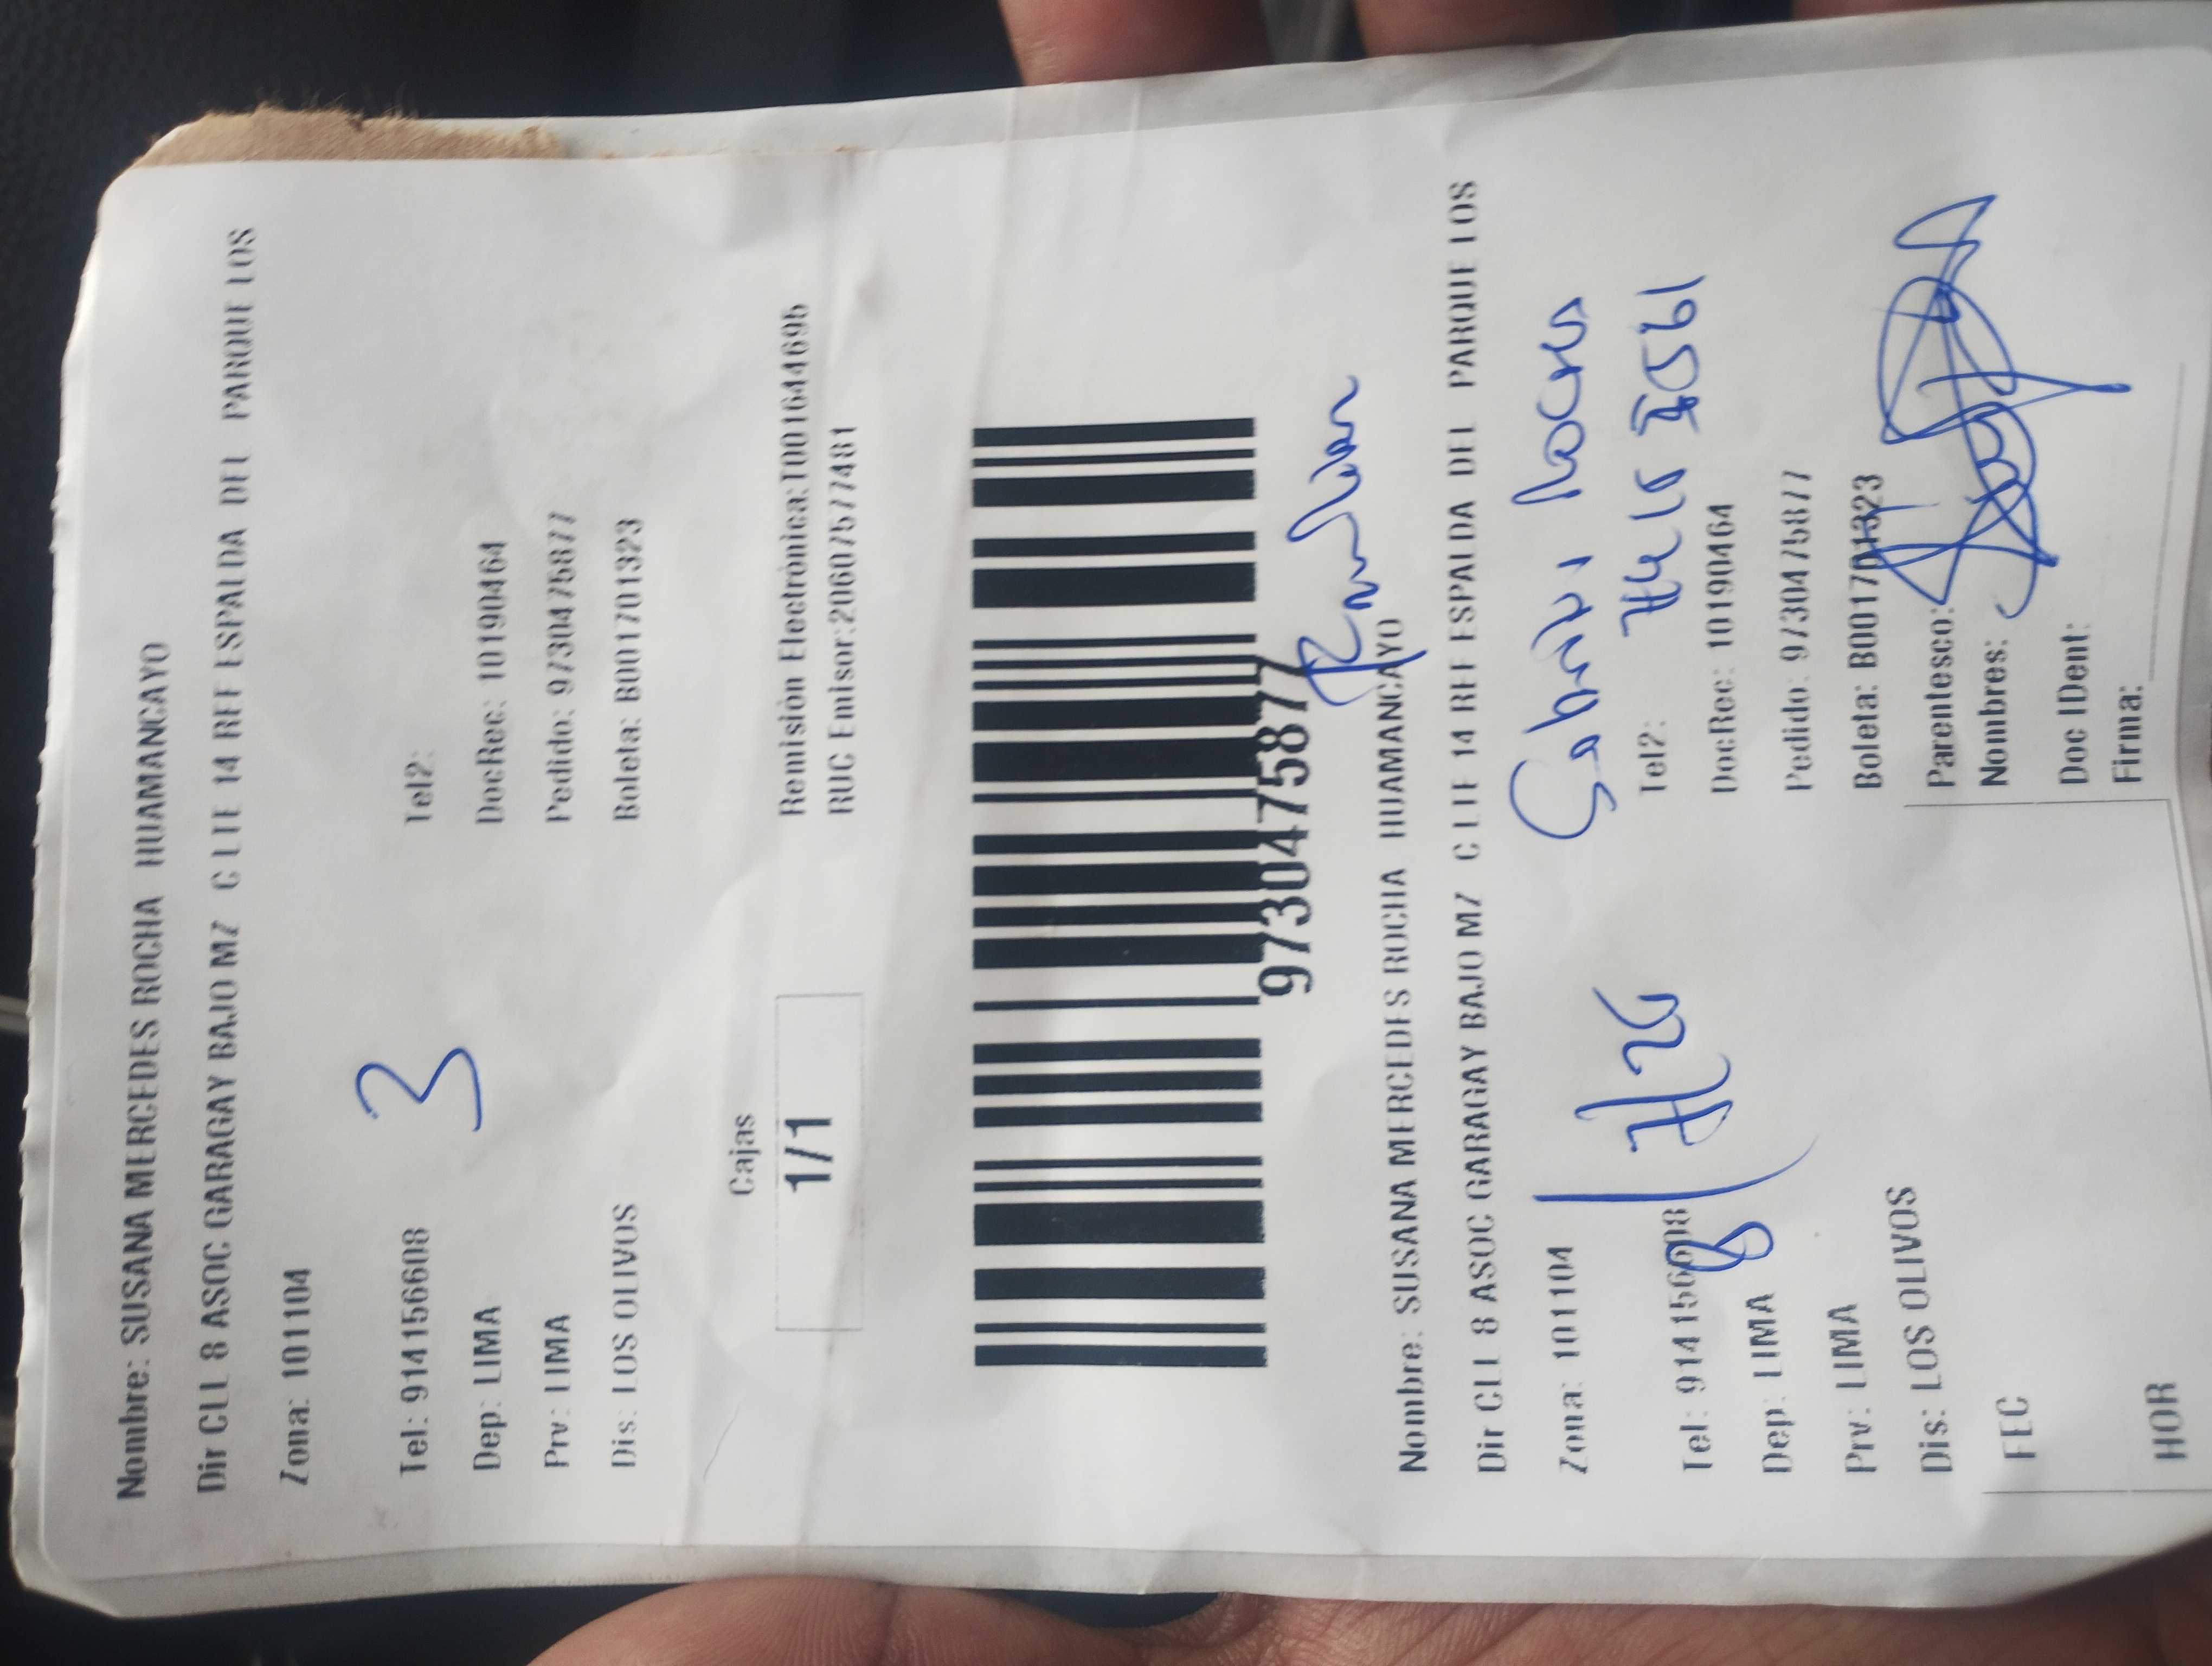 Nombre: SUSANA MERCEDES ROCHA HUAMANCAYO
Dir CLL 8 ASOC GARAGAY BAJO MZ C LTE 14 REF ESPALDA DEL PARQUE LOS
Zona: 101104
3
Tel: 914156608 Tel2:
Dep: LIMA DocRec: 10190464
Prv: LIMA Pedido: 9730475877
Dis: LOS OLIVOS Boleta: B001701323
Cajas
1/1
Remisión Electrónica:T001644695
RUC Emisor:20607577481
9730475877
Nombre: SUSANA MERCEDES ROCHA HUAMANCAYO
Dir CLL 8 ASOC GARAGAY BAJO MZ C LTE 14 REF ESPALDA DEL PARQUE LOS
Zona: 101104
Tel: 914156608 Tel2:
Dep: LIMA DocRec: 10190464
Prv: LIMA Pedido: 9730475877
Dis: LOS OLIVOS Boleta: B001701323
FEC Parentesco:
Nombres:
Doc IDent:
HOR Firma: